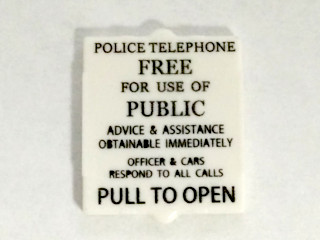 POLICE TELEPHONE
FREE
FOR USE OF
PUBLIC
ADVICE & ASSISTANCE
OBTAINABLE IMMEDIATELY
OFFICER & CARS
RESPOND TO ALL CALLS
PULL TO OPEN